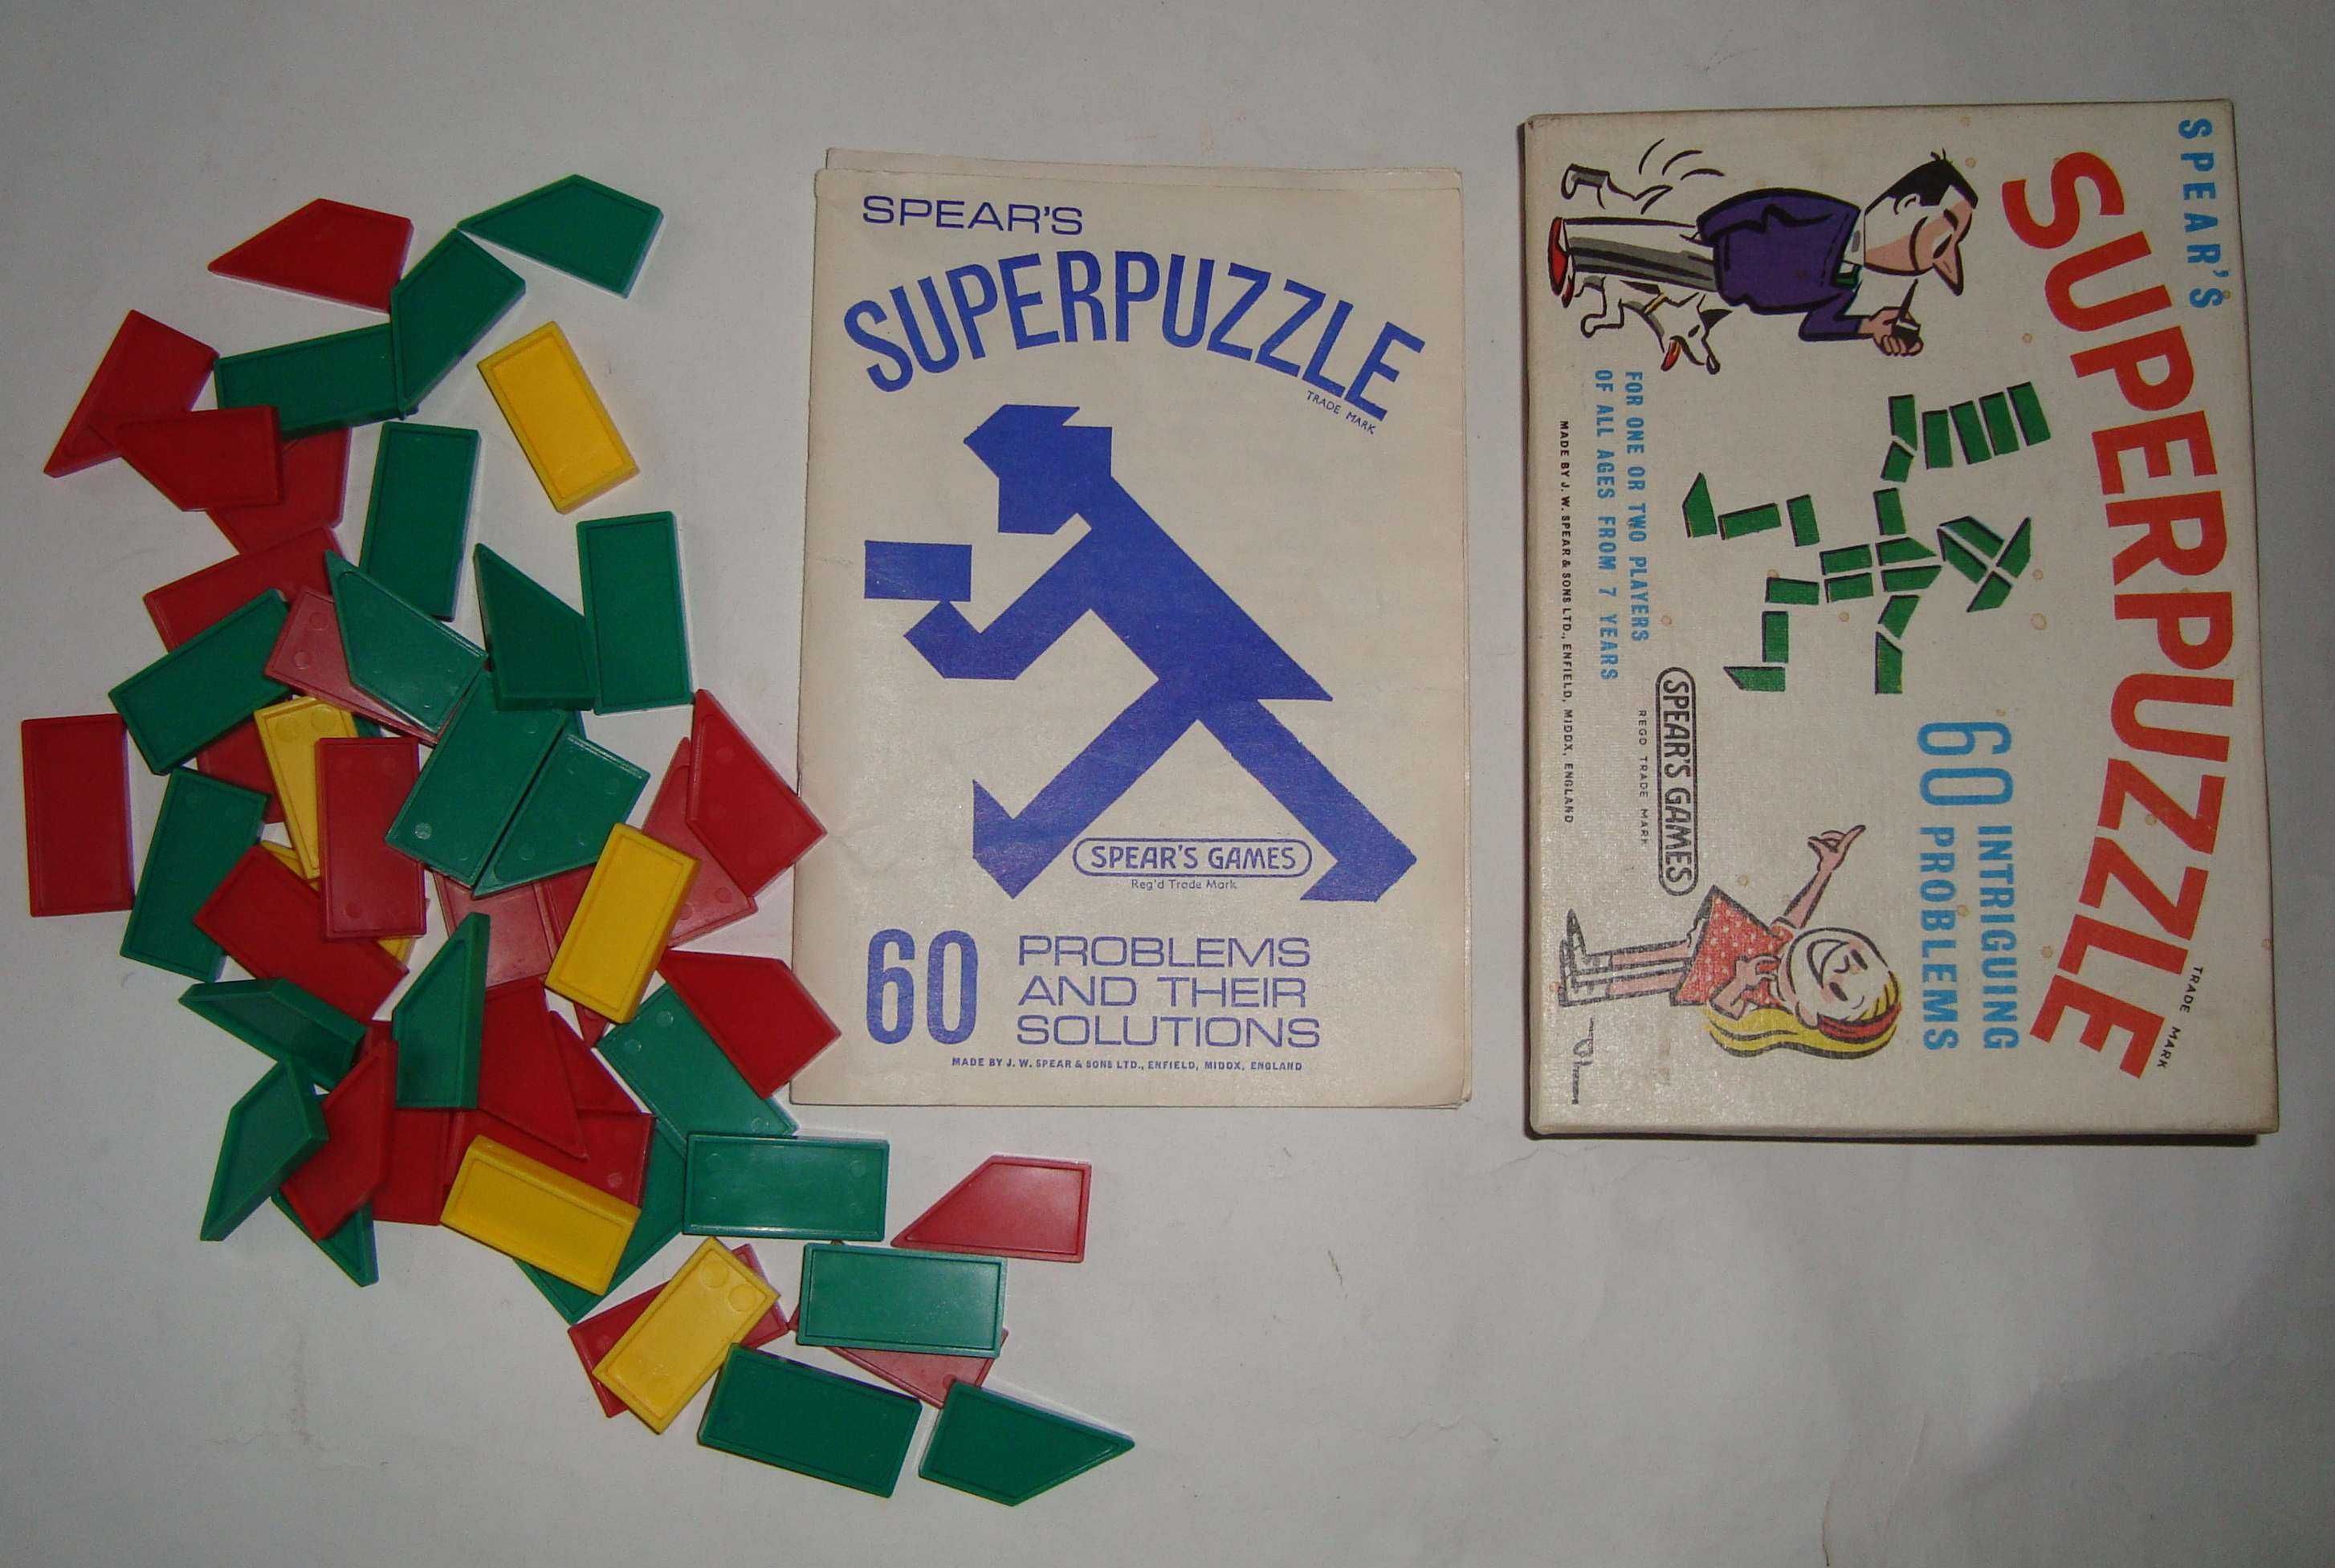 SPEAR'S
SUPERPUZZLE
TRADE MARK
SPEAR'S GAMES
Reg'd Trade Mark
60 PROBLEMS
AND THEIR
SOLUTIONS
MADE BY J. W. SPEAR & SONS LTD., ENFIELD, MIDDX, ENGLAND
SPEAR'S
SUPERPUZZLE
TRADE MARK
60 INTRIGUING
PROBLEMS
SPEAR'S GAMES
REGD TRADE MARK
FOR ONE OR TWO PLAYERS
OF ALL AGES FROM 7 YEARS
MADE BY J. W. SPEAR & SONS LTD., ENFIELD, MIDDX, ENGLAND